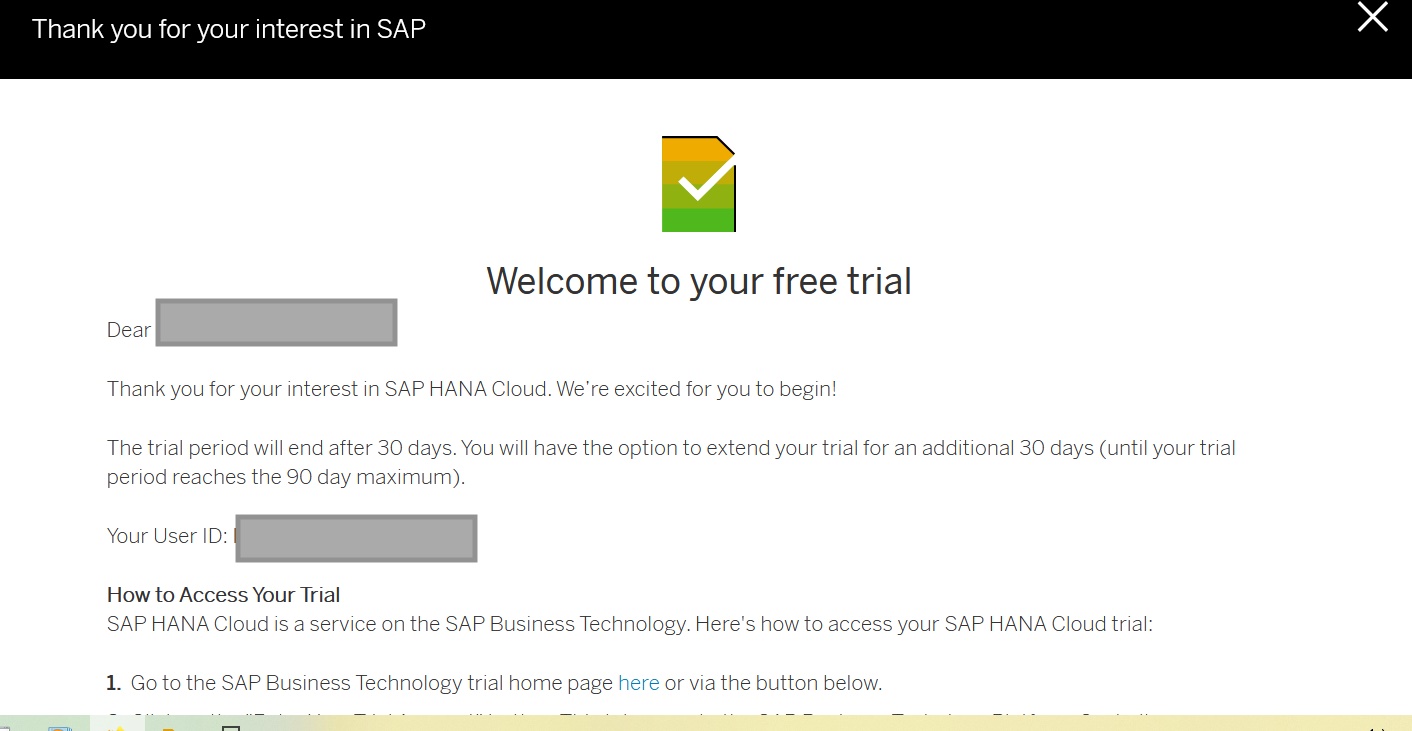 Thank you for your interest in SAP
Welcome to your free trial
Dear
Thank you for your interest in SAP HANA Cloud. We're excited for you to begin!
The trial period will end after 30 days. You will have the option to extend your trial for an additional 30 days (until your trial
period reaches the 90 day maximum).
Your User ID:
How to Access Your Trial
SAP HANA Cloud is a service on the SAP Business Technology. Here's how to access your SAP HANA Cloud trial:
1. Go to the SAP Business Technology trial home page here or via the button below.